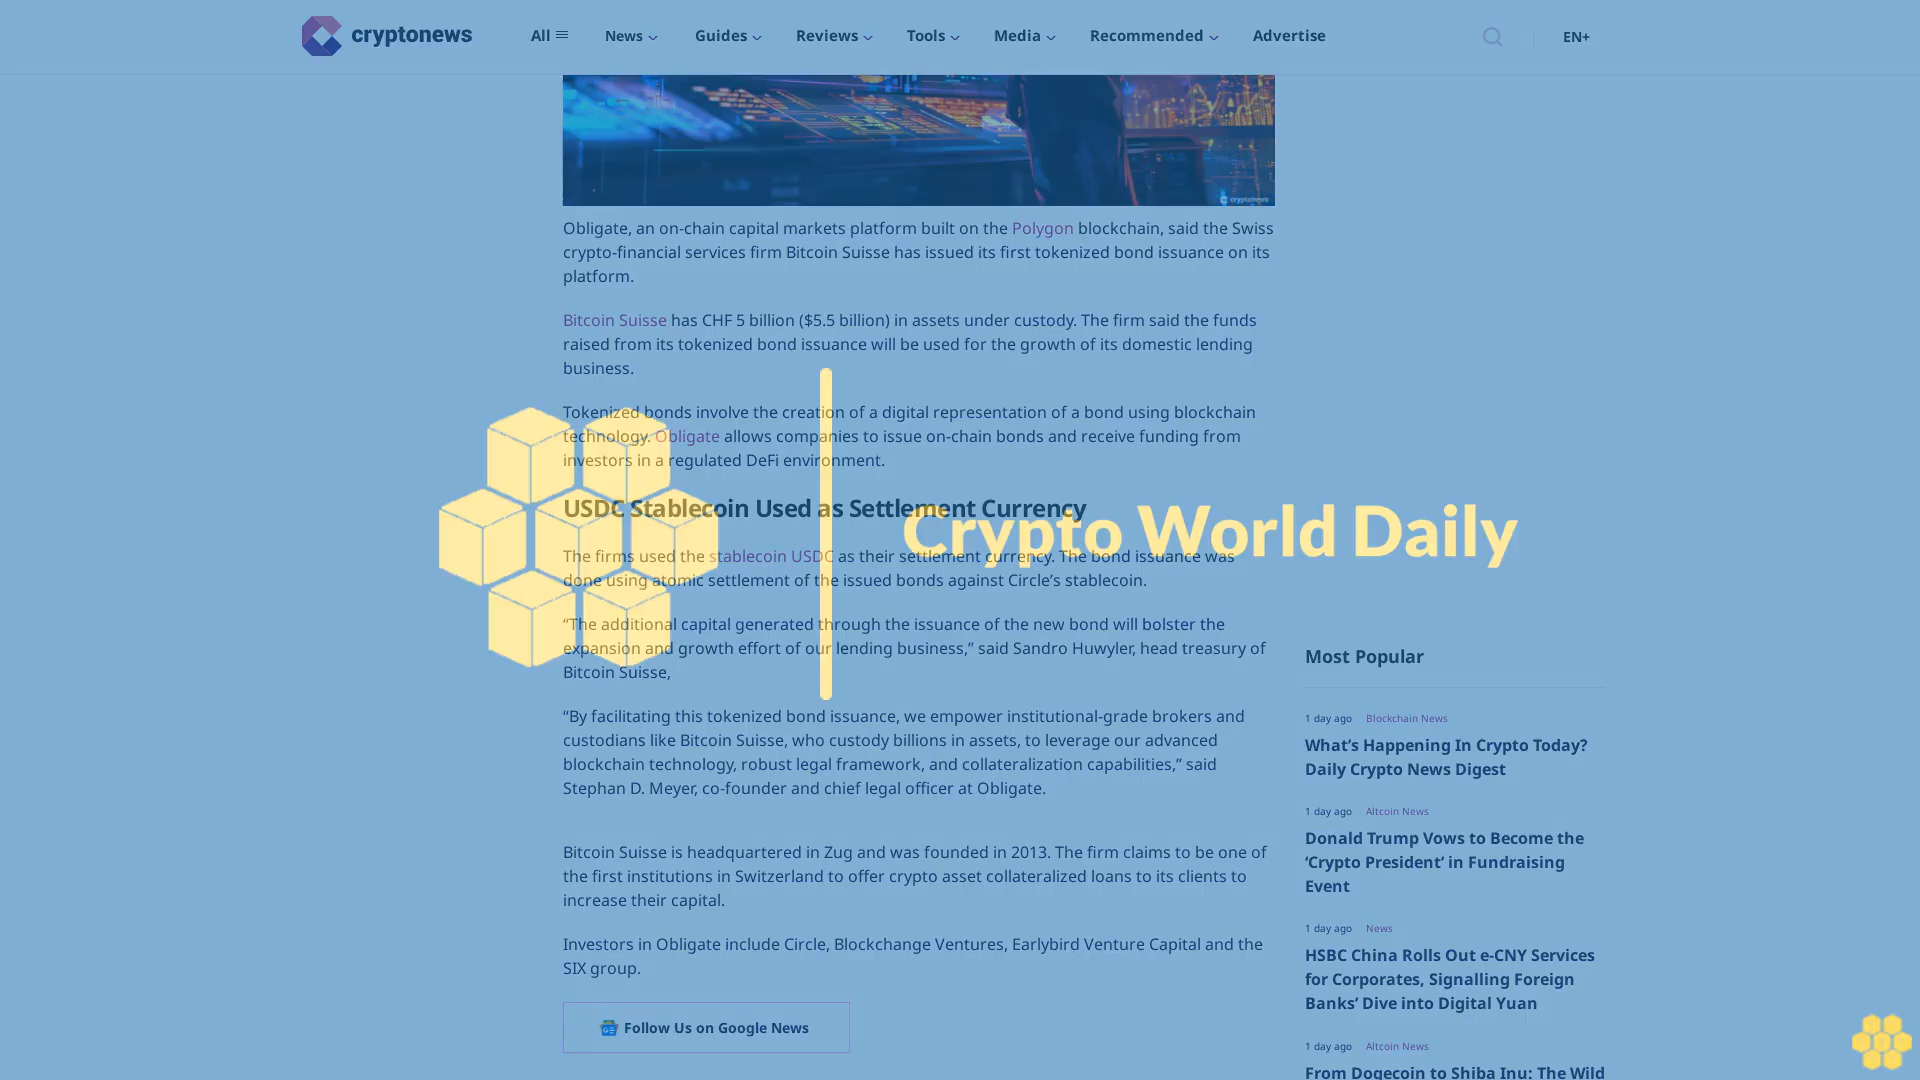 cryptonews
All News Guides Reviews Tools Media Recommended Advertise EN+
cryptonews
Obligate, an on-chain capital markets platform built on the Polygon blockchain, said the Swiss
crypto-financial services firm Bitcoin Suisse has issued its first tokenized bond issuance on its
platform.
Bitcoin Suisse has CHF 5 billion ($5.5 billion) in assets under custody. The firm said the funds
raised from its tokenized bond issuance will be used for the growth of its domestic lending
business.
Tokenized bonds involve the creation of a digital representation of a bond using blockchain
technology. Obligate allows companies to issue on-chain bonds and receive funding from
investors in a regulated DeFi environment.
USDC Stablecoin Used as Settlement Currency
The firms used the stablecoin USDC as their settlement currency. The bond issuance was
done using atomic settlement of the issued bonds against Circle’s stablecoin.
“The additional capital generated through the issuance of the new bond will bolster the
expansion and growth effort of our lending business,” said Sandro Huwyler, head treasury of
Bitcoin Suisse,
“By facilitating this tokenized bond issuance, we empower institutional-grade brokers and
custodians like Bitcoin Suisse, who custody billions in assets, to leverage our advanced
blockchain technology, robust legal framework, and collateralization capabilities,” said
Stephan D. Meyer, co-founder and chief legal officer at Obligate.
Bitcoin Suisse is headquartered in Zug and was founded in 2013. The firm claims to be one of
the first institutions in Switzerland to offer crypto asset collateralized loans to its clients to
increase their capital.
Investors in Obligate include Circle, Blockchange Ventures, Earlybird Venture Capital and the
SIX group.
Follow Us on Google News
Crypto World Daily
Most Popular
1 day ago Blockchain News
What’s Happening In Crypto Today?
Daily Crypto News Digest
1 day ago Altcoin News
Donald Trump Vows to Become the
‘Crypto President’ in Fundraising
Event
1 day ago News
HSBC China Rolls Out e-CNY Services
for Corporates, Signalling Foreign
Banks’ Dive into Digital Yuan
1 day ago Altcoin News
From Dogecoin to Shiba Inu: The Wild